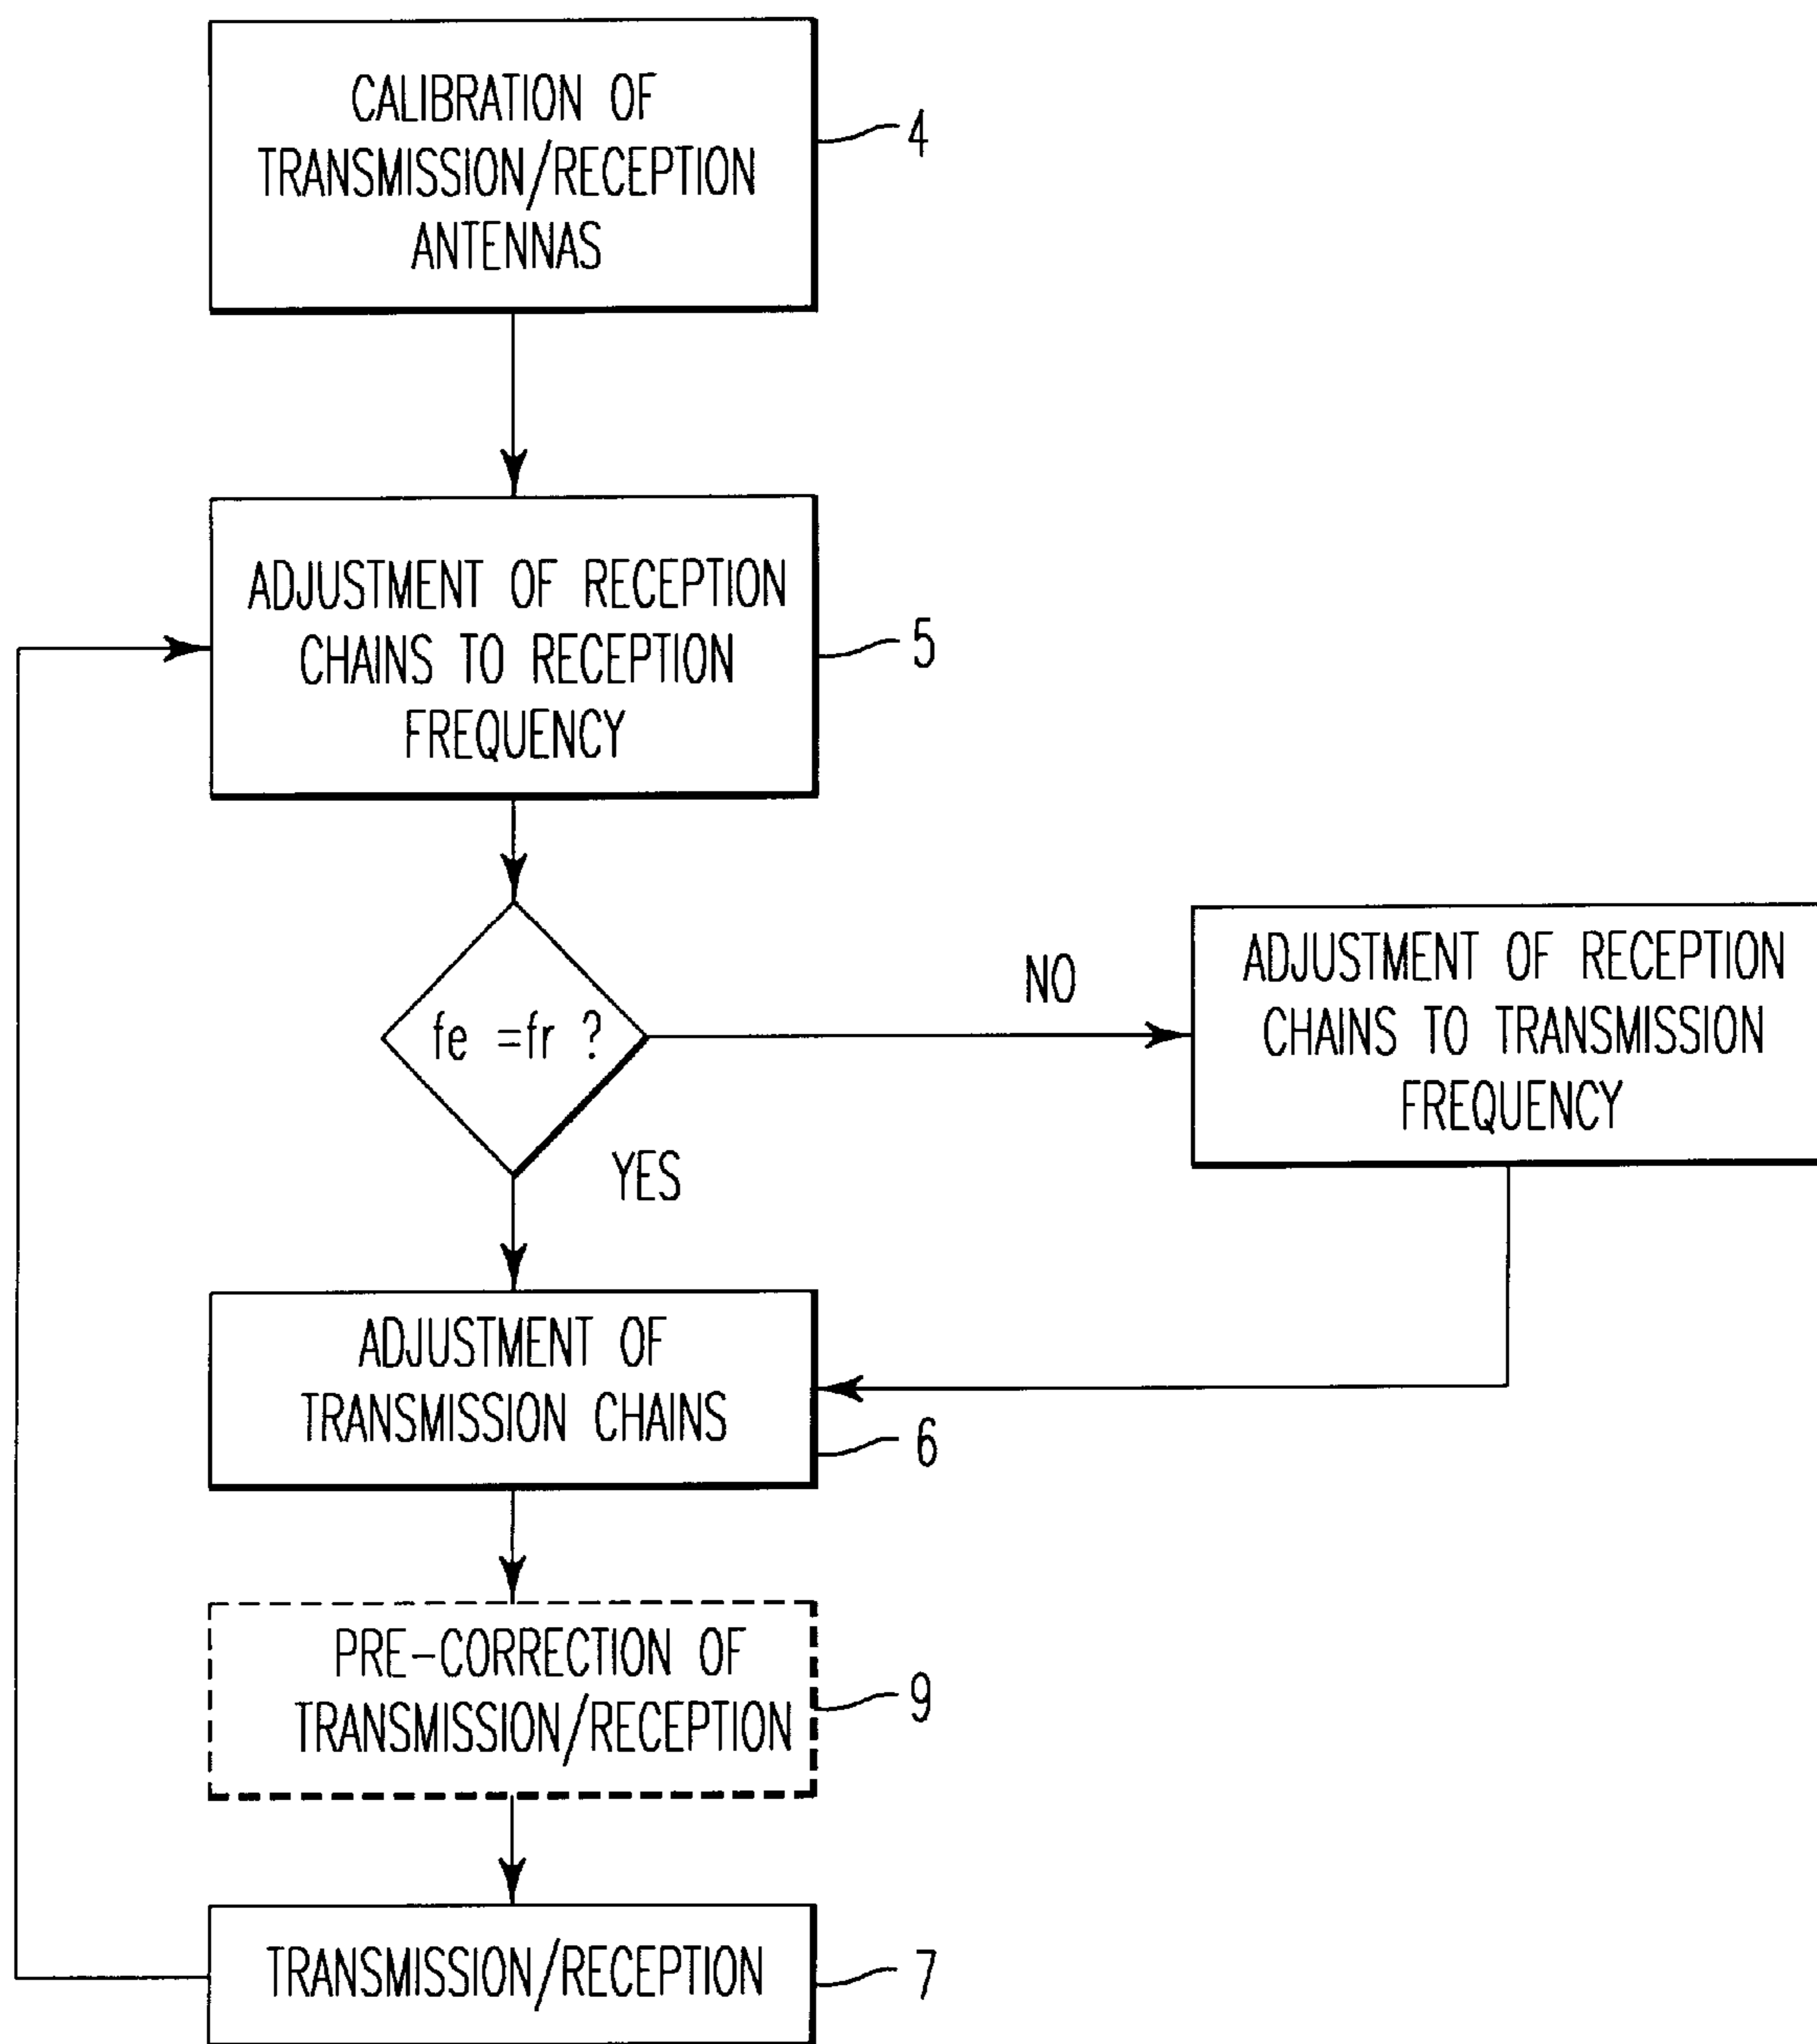 CALIBRATION OF
TRANSMISSION/RECEPTION
ANTENNAS
4
ADJUSTMENT OF RECEPTION
CHAINS TO RECEPTION
FREQUENCY
5
fe =fr ?
NO
ADJUSTMENT OF RECEPTION
CHAINS TO TRANSMISSION
FREQUENCY
YES
ADJUSTMENT OF
TRANSMISSION CHAINS
6
PRE-CORRECTION OF
TRANSMISSION/RECEPTION
9
TRANSMISSION/RECEPTION
7